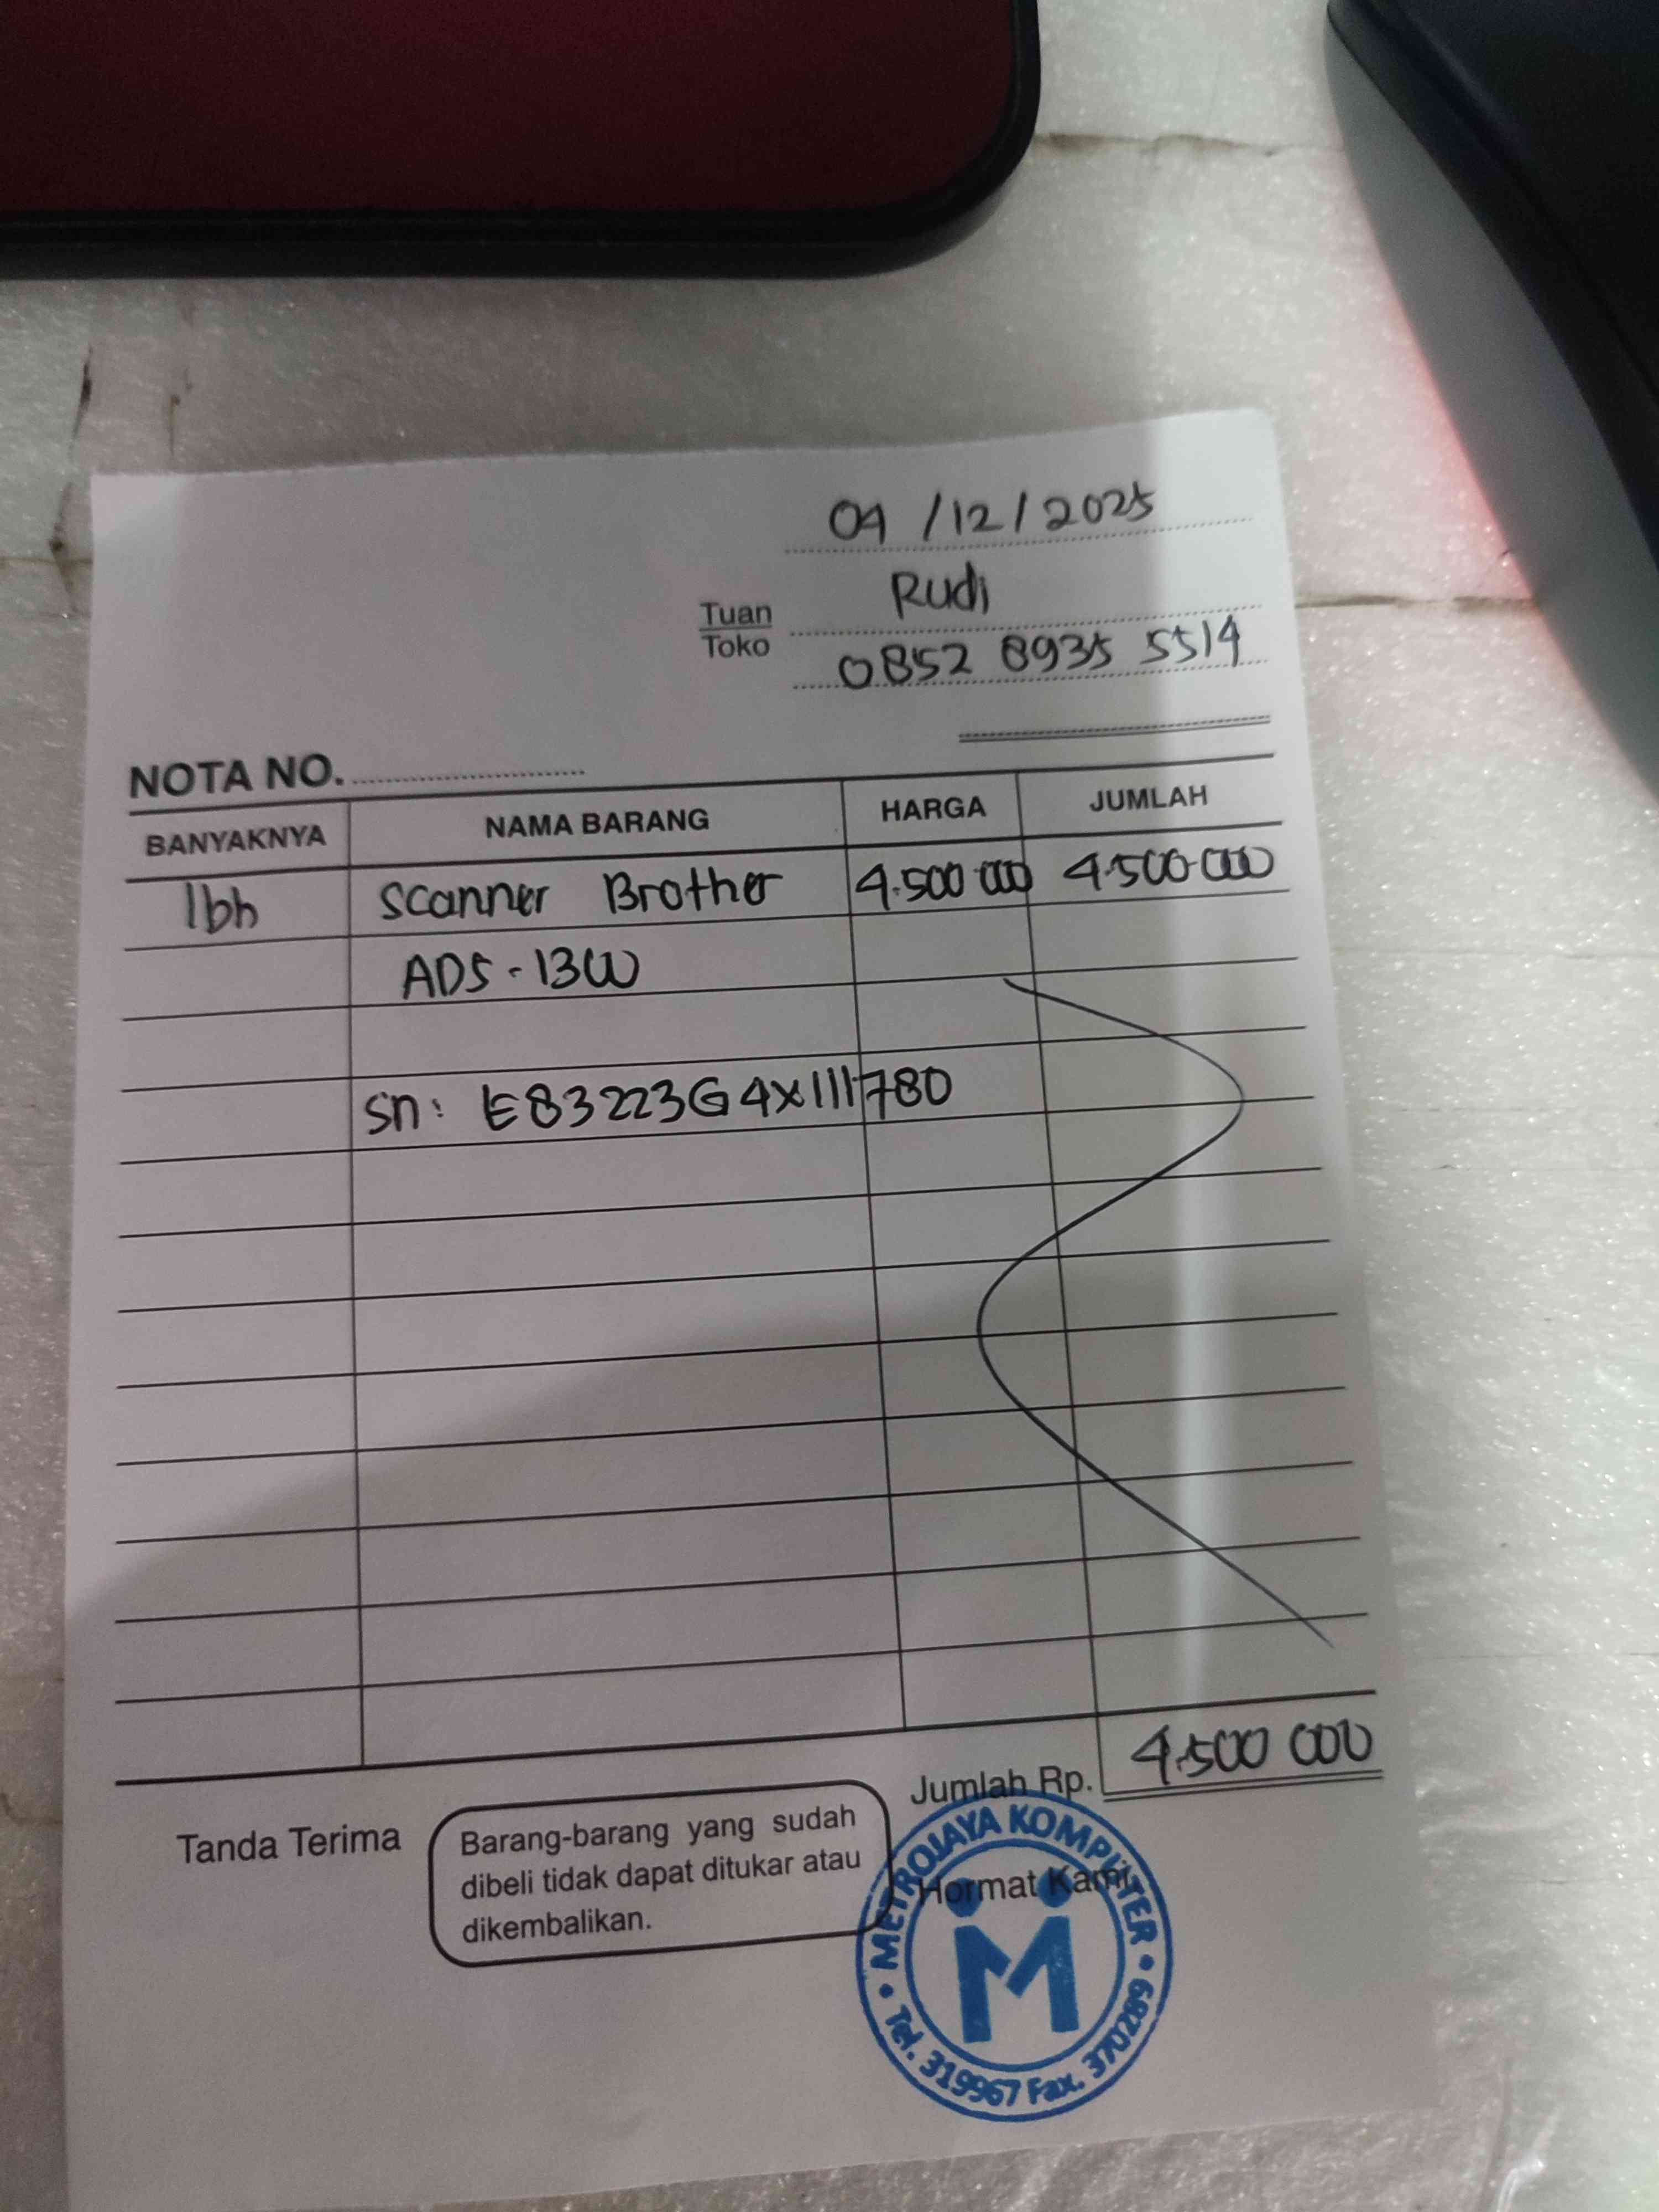 04/12/2025
Tuan Rudi
Toko 0852 8935 5514
NOTA NO.
BANYAKNYA NAMA BARANG HARGA JUMLAH
1bh Scanner Brother 4.500 000 4.500.000
ADS-1300
SN: E83223G4X111780
Jumlah Rp. 4.500 000
Tanda Terima
Barang-barang yang sudah
dibeli tidak dapat ditukar atau
dikembalikan.
Hormat Kami,
• METROJAYA KOMPUTER •
M
Tel. 319967 Fax. 370289